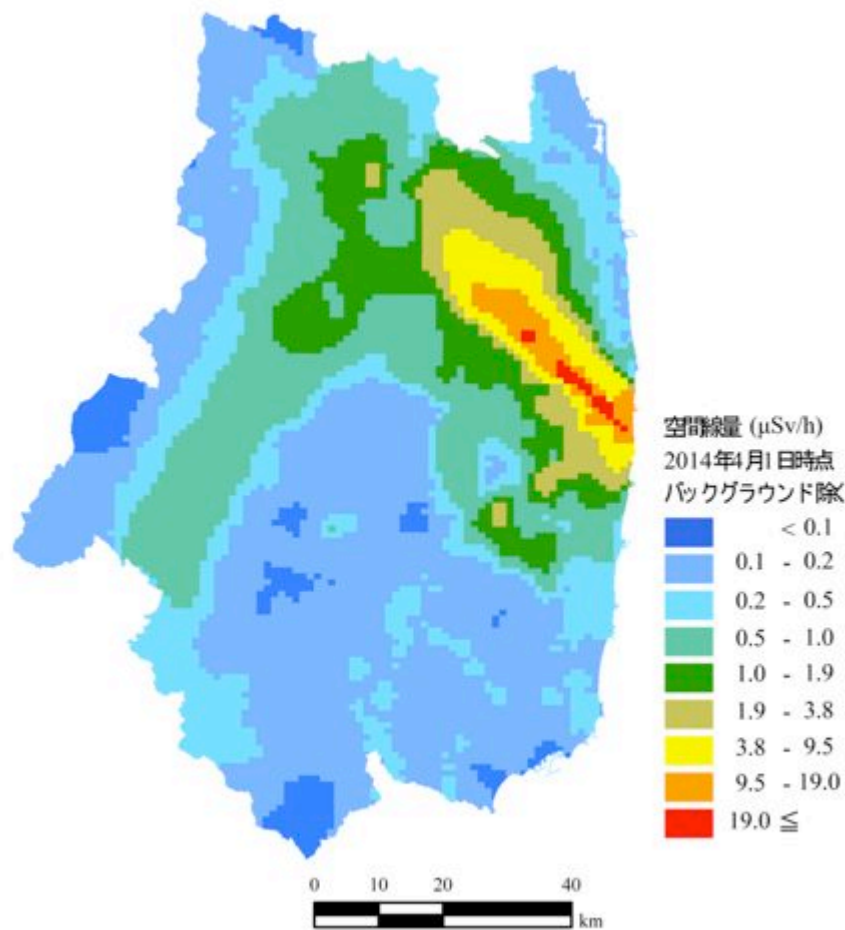 空間線量 (μSv/h)
2014年4月1日時点
バックグラウンド除く
< 0.1
0.1 - 0.2
0.2 - 0.5
0.5 - 1.0
1.0 - 1.9
1.9 - 3.8
3.8 - 9.5
9.5 - 19.0
19.0 ≦
0 10 20 40
km